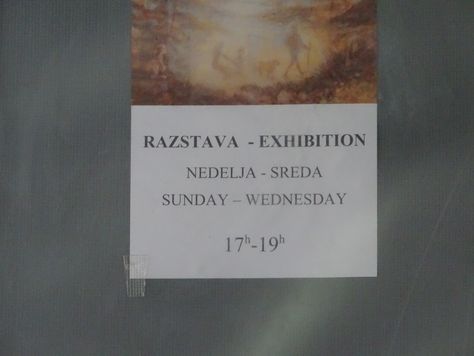 RAZSTAVA - EXHIBITION
NEDELJA - SREDA
SUNDAY – WEDNESDAY
17ʰ-19ʰ